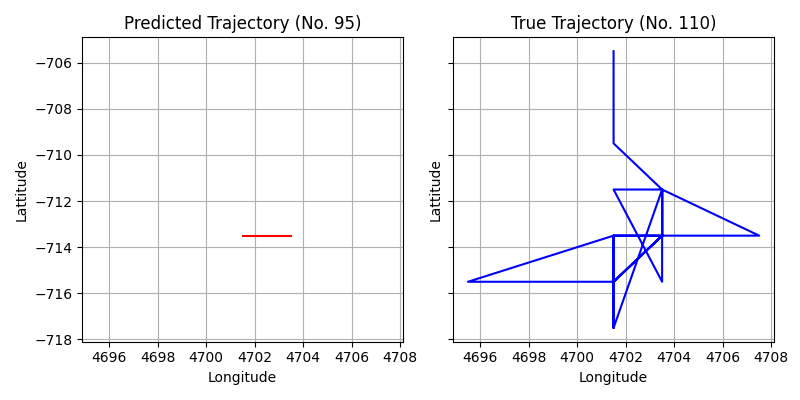 Predicted Trajectory (No. 95)
True Trajectory (No. 110)
−706
−708
−710
−712
−714
−716
−718
Lattitude
Lattitude
4696 4698 4700 4702 4704 4706 4708
4696 4698 4700 4702 4704 4706 4708
Longitude
Longitude